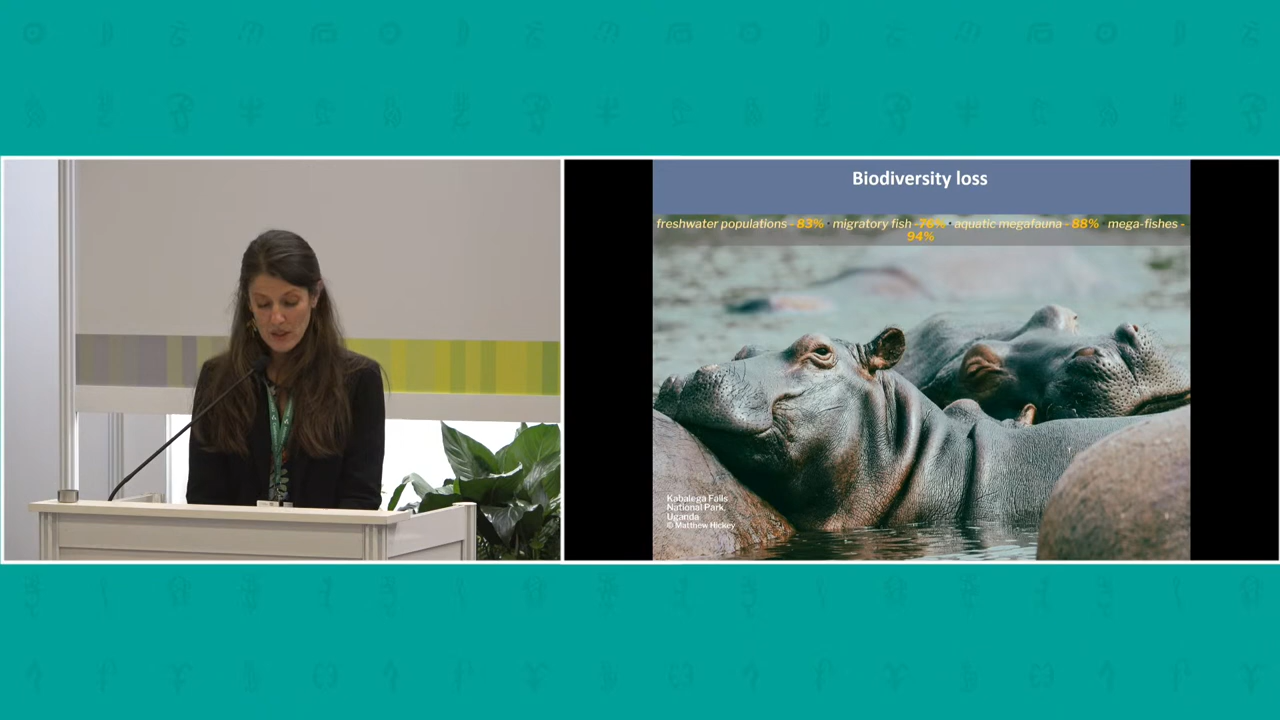 Biodiversity loss
freshwater populations - 83% · migratory fish -76% · aquatic megafauna - 88% · mega-fishes -
94%
Kabalega Falls
National Park,
Uganda
© Matthew Hickey